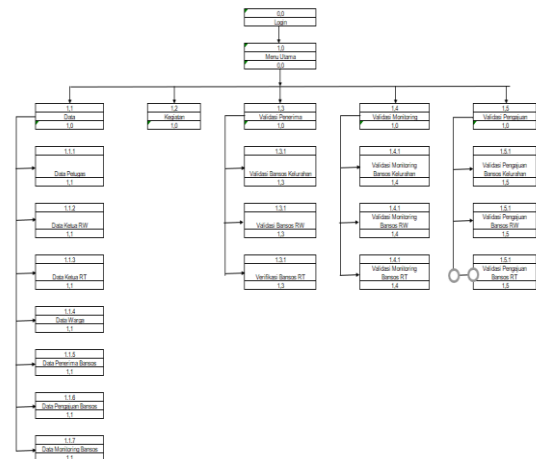 0,0
Login
1,0
Menu Utama
0,0
1,1
Data
1,0
1,2
Kegiatan
1,0
1,3
Validasi Penerima
1,0
1,4
Validasi Monitoring
1,0
1,5
Validasi Pengajuan
1,0
1.1.1
Data Petugas
1,1
1.1.2
Data Ketua RW
1,1
1.1.3
Data Ketua RT
1,1
1.1.4
Data Warga
1,1
1.1.5
Data Penerima Bansos
1,1
1.1.6
Data Pengajuan Bansos
1,1
1.1.7
Data Monitoring Bansos
1,1
1.3.1
Validasi Bansos Kelurahan
1,3
1.3.1
Validasi Bansos RW
1,3
1.3.1
Verifikasi Bansos RT
1,3
1.4.1
Validasi Monitoring
Bansos Kelurahan
1,4
1.4.1
Validasi Monitoring
Bansos RW
1,4
1.4.1
Validasi Monitoring
Bansos RT
1,4
1.5.1
Validasi Pengajuan
Bansos Kelurahan
1,5
1.5.1
Validasi Pengajuan
Bansos RW
1,5
1.5.1
Validasi Pengajuan
Bansos RT
1,5